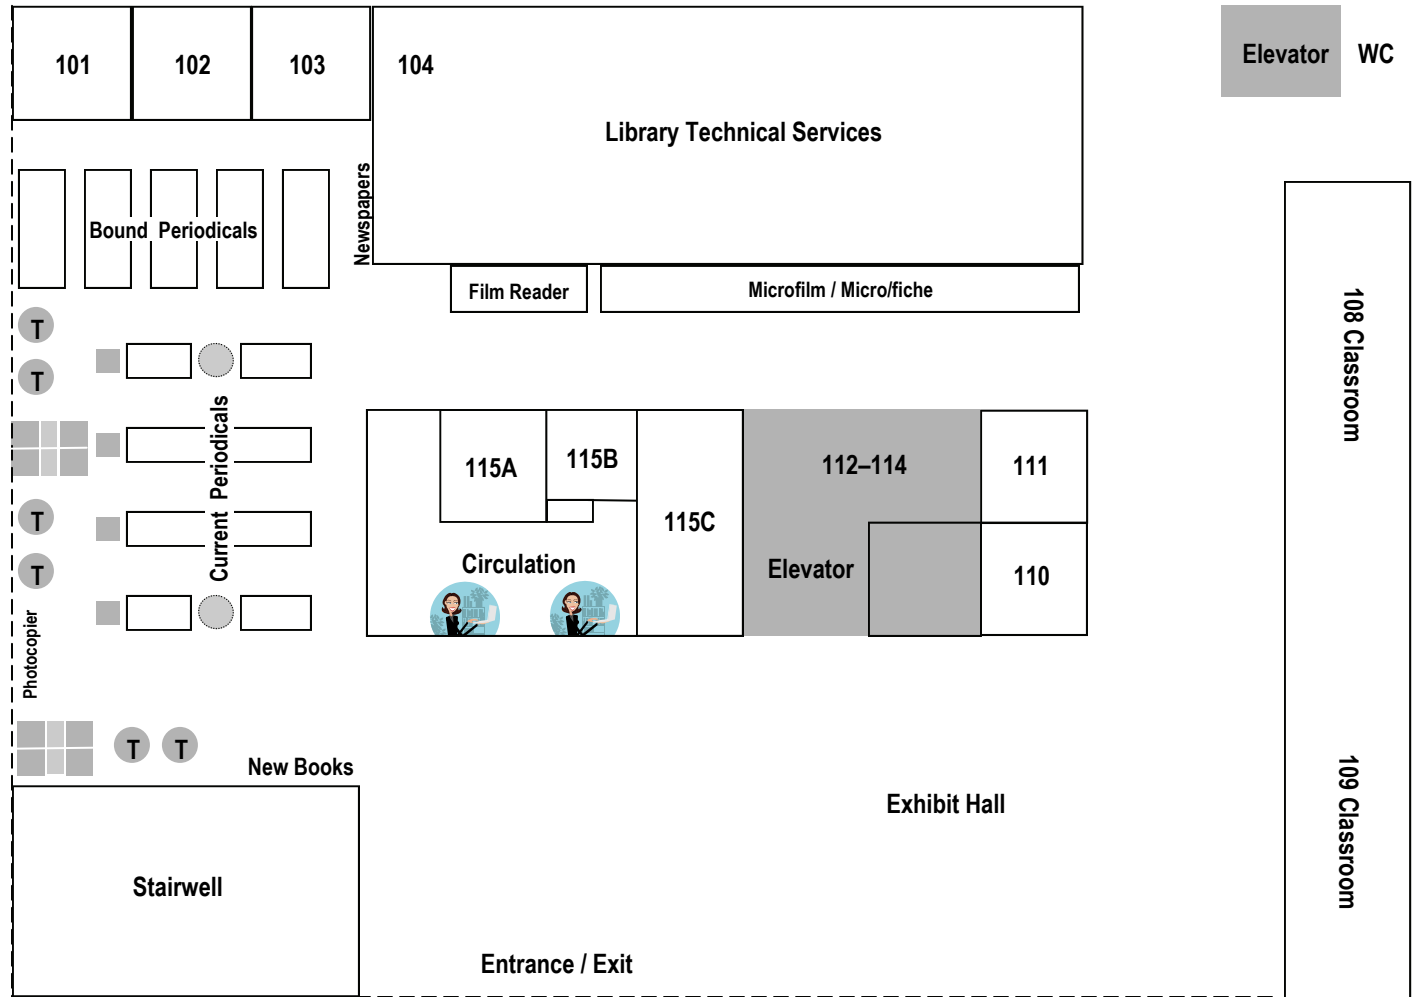 101
102
103
104
Elevator
WC
Library Technical Services
Newspapers
Bound Periodicals
Film Reader
Microfilm / Micro/fiche
108 Classroom
T
T
Current Periodicals
115A
115B
115C
112–114
111
T
T
Circulation
Elevator
110
Photocopier
T
T
New Books
Exhibit Hall
109 Classroom
Stairwell
Entrance / Exit